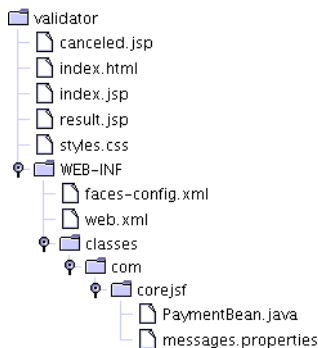 validator
canceled.jsp
index.html
index.jsp
result.jsp
styles.css
WEB-INF
faces-config.xml
web.xml
classes
com
corejsf
PaymentBean.java
messages.properties